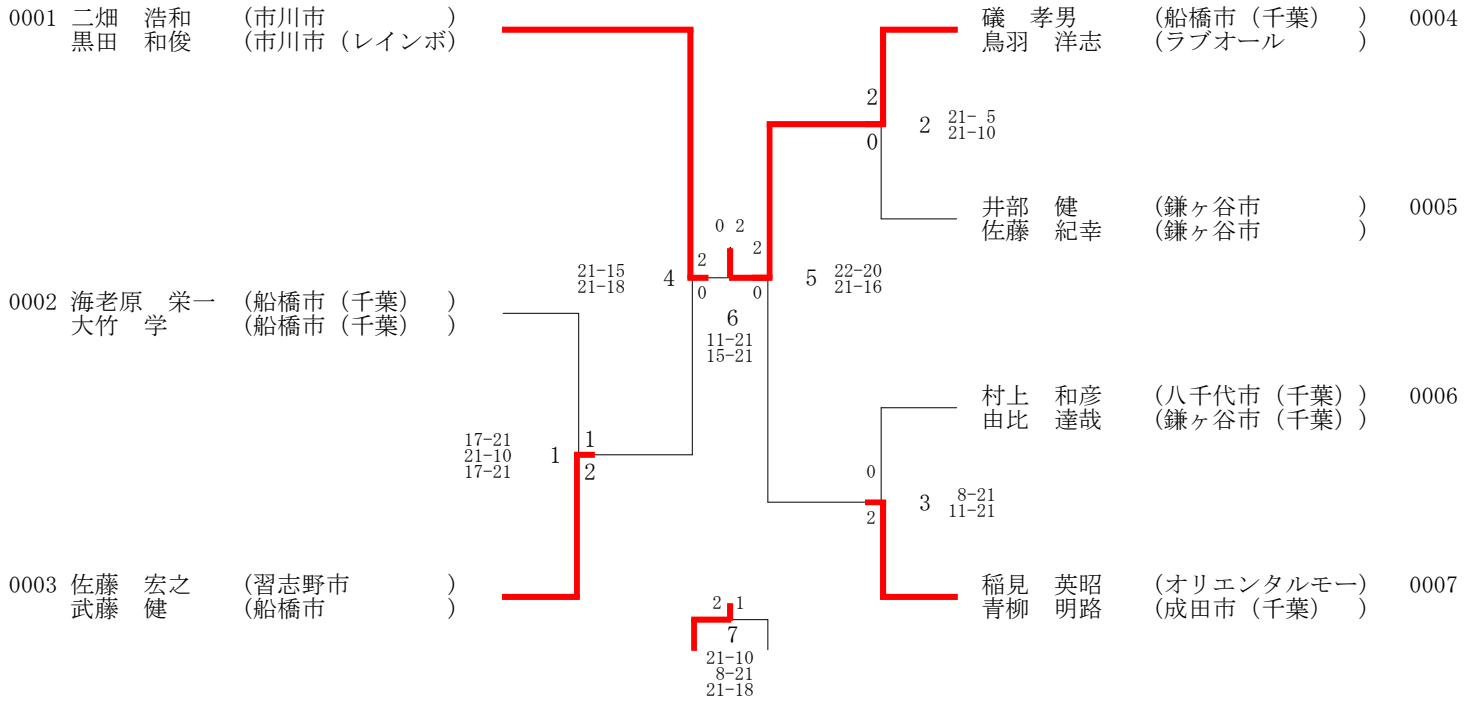 0001 二畑 浩和 (市川市 )
黒田 和俊 (市川市(レインボ)
礒 孝男 (船橋市(千葉) ) 0004
鳥羽 洋志 (ラブオール )
2
2 21- 5
21-10
0
井部 健 (鎌ヶ谷市 ) 0005
佐藤 紀幸 (鎌ヶ谷市 )
0 2
2 2
21-15
21-18
4
5 22-20
21-16
0 0
6
11-21
15-21
0002 海老原 栄一 (船橋市(千葉) )
大竹 学 (船橋市(千葉) )
村上 和彦 (八千代市(千葉)) 0006
由比 達哉 (鎌ヶ谷市(千葉))
17-21
21-10
17-21
1
1
2
0
3 8-21
11-21
2
0003 佐藤 宏之 (習志野市 )
武藤 健 (船橋市 )
稲見 英昭 (オリエンタルモー) 0007
青柳 明路 (成田市(千葉) )
2 1
7
21-10
8-21
21-18